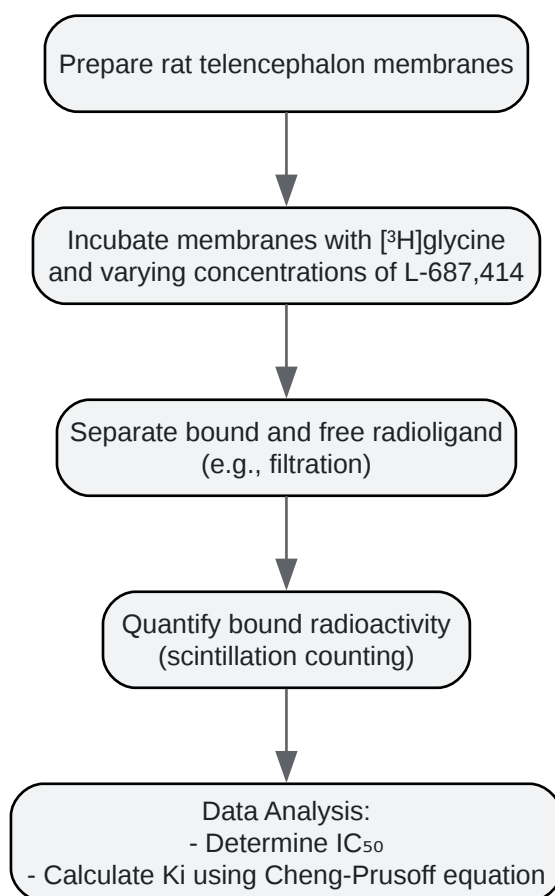 Prepare rat telencephalon membranes
Incubate membranes with [³H]glycine
and varying concentrations of L-687,414
Separate bound and free radioligand
(e.g., filtration)
Quantify bound radioactivity
(scintillation counting)
Data Analysis:
- Determine IC₅₀
- Calculate Ki using Cheng-Prusoff equation